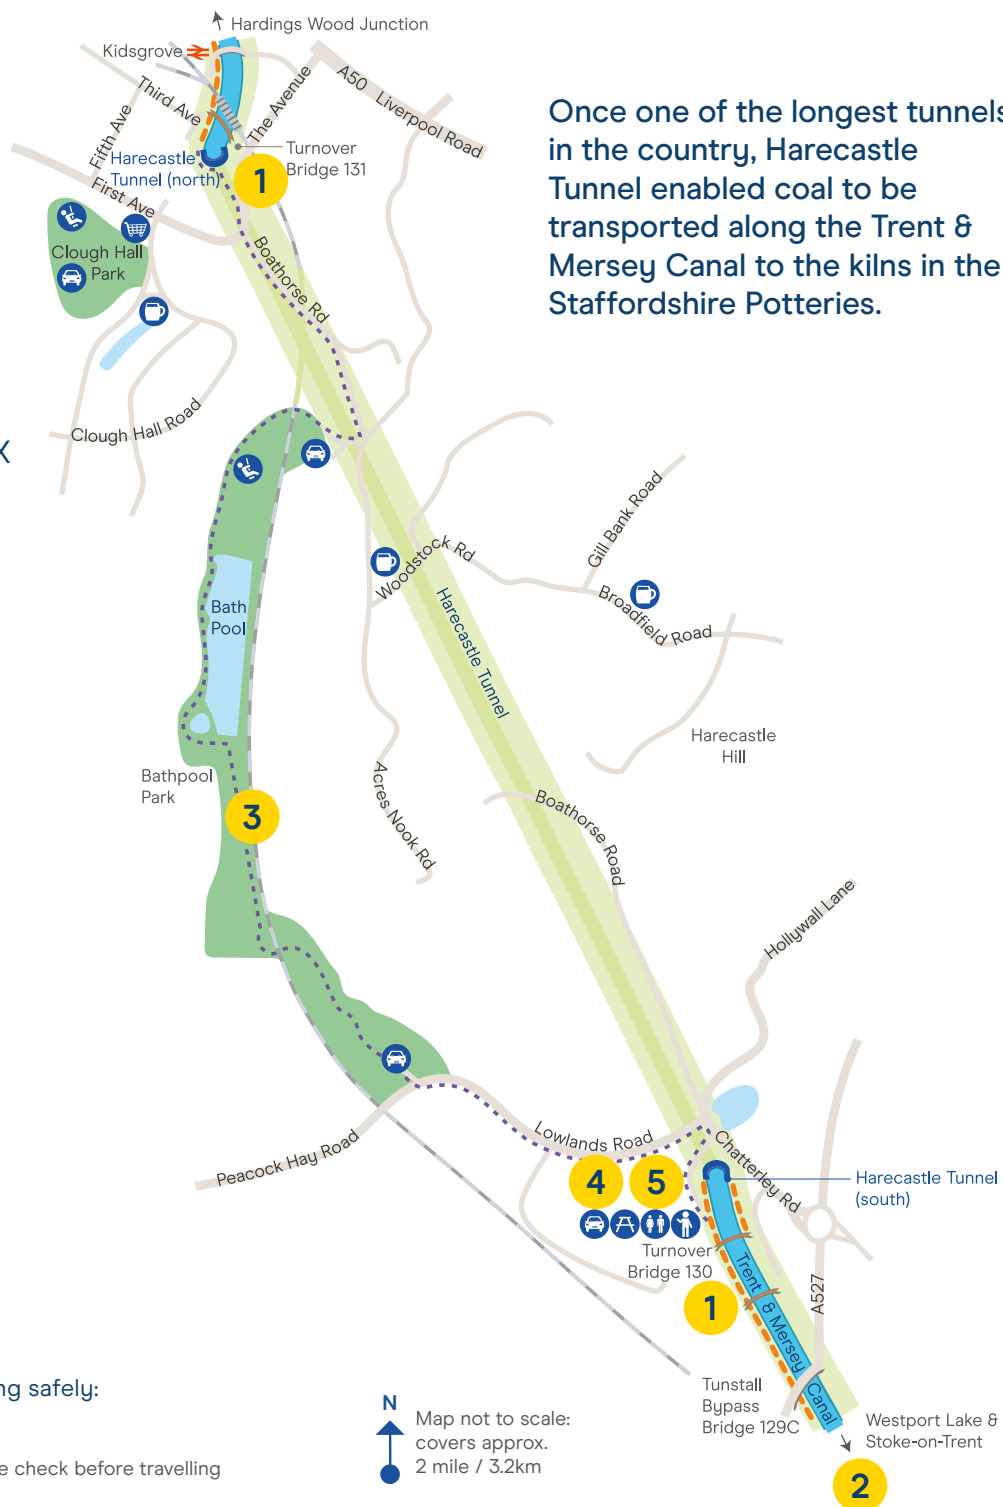 Hardings Wood Junction
Kidsgrove
Third Ave
The Avenue
A50 Liverpool Road
Fifth Ave
Turnover
Bridge 131
Harecastle
Tunnel (north)
1
First Ave
Once one of the longest tunnels
in the country, Harecastle
Tunnel enabled coal to be
transported along the Trent &
Mersey Canal to the kilns in the
Staffordshire Potteries.
Clough Hall
Park
Boathorse Rd
Clough Hall Road
X
Gill Bank Road
Woodstock Rd
Broadfield Road
Bath
Pool
Harecastle Tunnel
Harecastle
Hill
Bathpool
Park
Acres Nook Rd
Boathorse Road
3
Hollywall Lane
Lowlands Road
Peacock Hay Road
Chatterley Rd
4
5
Harecastle Tunnel
(south)
Turnover
Bridge 130
1
Trent & Mersey Canal
A527
Tunstall
Bypass
Bridge 129C
Westport Lake &
Stoke-on-Trent
2
ng safely:
N
Map not to scale:
covers approx.
2 mile / 3.2km
e check before travelling